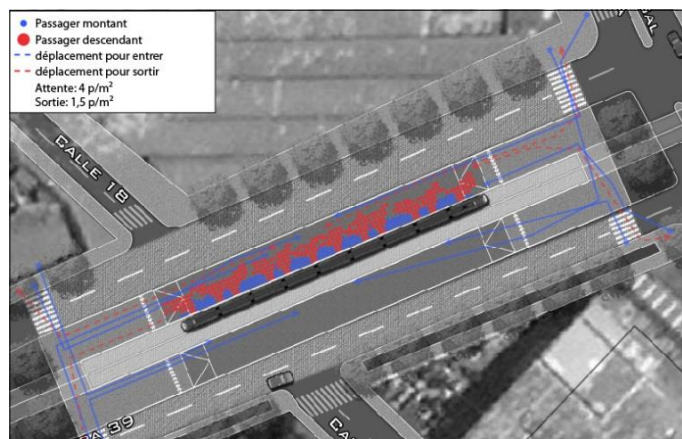 Passager montant
Passager descendant
déplacement pour entrer
déplacement pour sortir
Attente: 4 p/m²
Sortie: 1,5 p/m²
CALLE 18
39